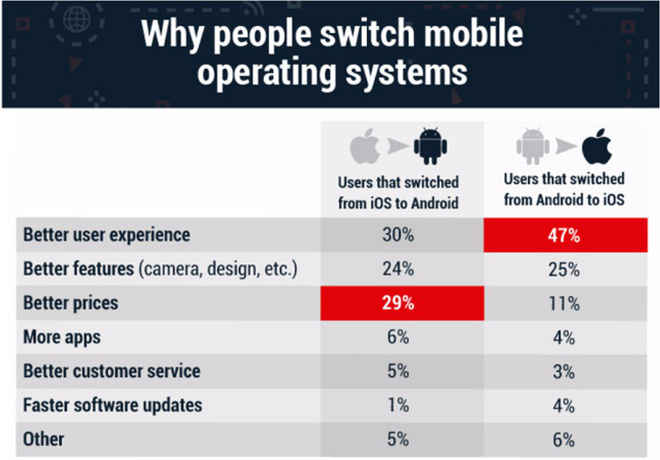 Why people switch mobile
operating systems
Users that switched
from iOS to Android
Users that switched
from Android to iOS
Better user experience 30% 47%
Better features (camera, design, etc.) 24% 25%
Better prices 29% 11%
More apps 6% 4%
Better customer service 5% 3%
Faster software updates 1% 4%
Other 5% 6%